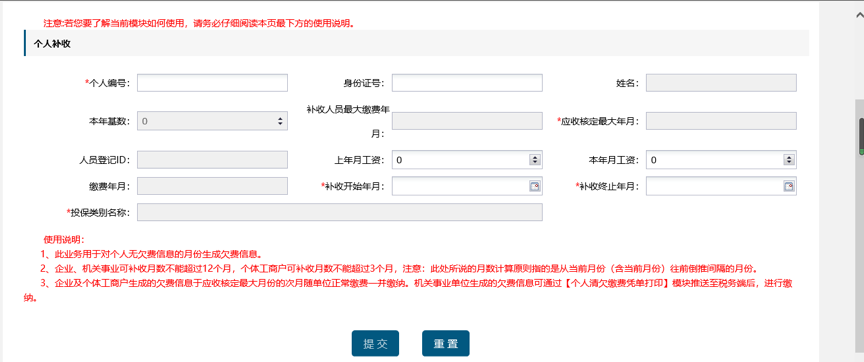 注意:若您要了解当前模块如何使用，请务必仔细阅读本页最下方的使用说明。
个人补收
*个人编号: 身份证号: 姓名:
本年基数: 0 补收人员最大缴费年月: *应收核定最大年月:
人员登记ID: 上年月工资: 0 本年月工资: 0
缴费年月: *补收开始年月: *补收终止年月:
*投保类别名称:
使用说明:
1、此业务用于对个人无欠费信息的月份生成欠费信息。
2、企业、机关事业可补收月数不能超过12个月，个体工商户可补收月数不能超过3个月，注意：此处所说的月数计算原则指的是从当前月份（含当前月份）往前倒推间隔的月份。
3、企业及个体工商户生成的欠费信息于应收核定最大月份的次月随单位正常缴费一并缴纳。机关事业单位生成的欠费信息可通过【个人清欠缴费凭单打印】模块推送至税务端后，进行缴
纳。
提交 重置